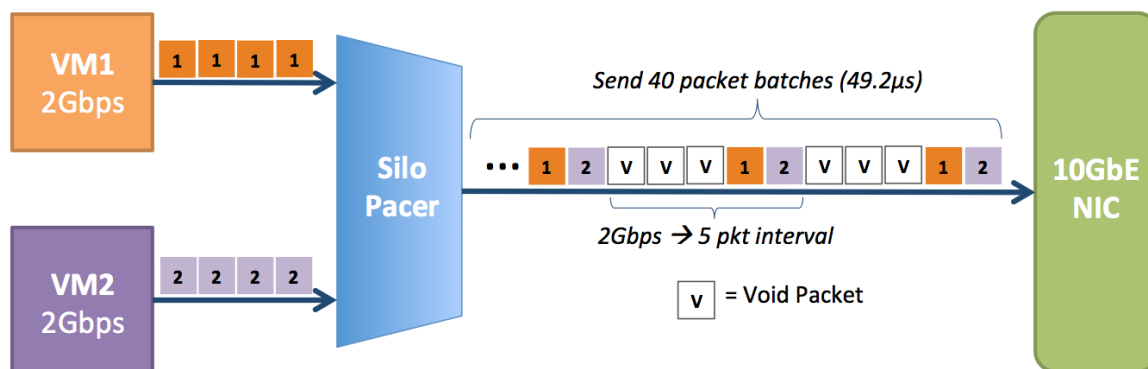 VM1
2Gbps
1 1 1 1
VM2
2Gbps
2 2 2 2
Silo
Pacer
Send 40 packet batches (49.2µs)
••• 1 2 V V V 1 2 V V V 1 2
2Gbps → 5 pkt interval
V = Void Packet
10GbE
NIC